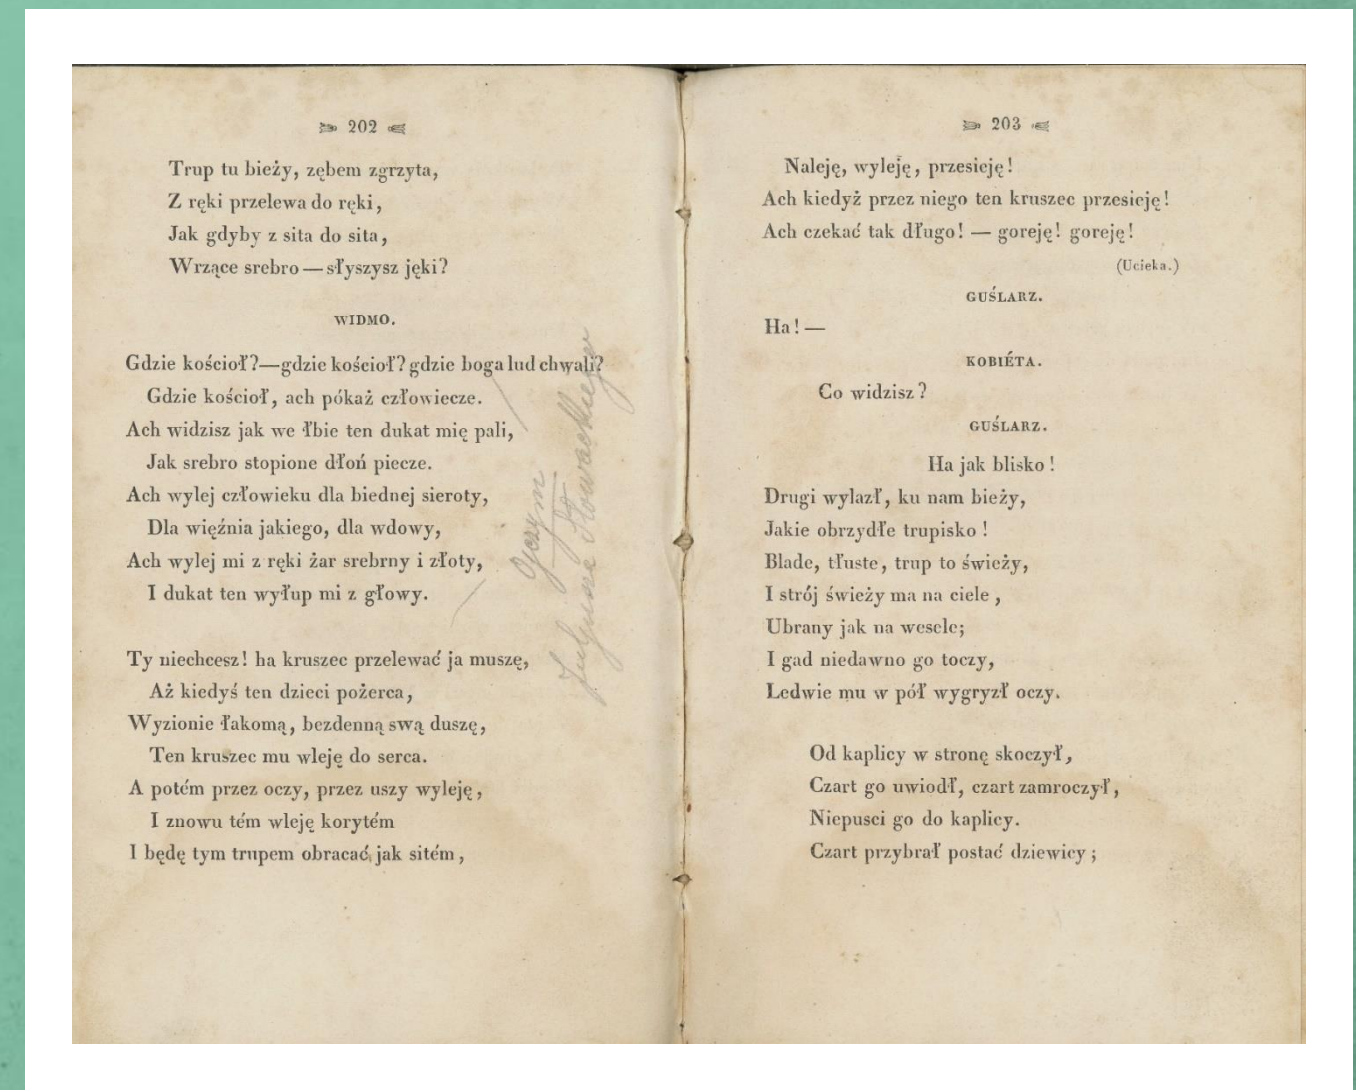 202
Trup tu bieży, zębem zgrzyta,
Z ręki przelewa do ręki,
Jak gdyby z sita do sita,
Wrzące srebro — słyszysz jęki?
WIDMO.
Gdzie kościoł?—gdzie kościoł? gdzie boga lud chwali?
Gdzie kościoł, ach pókaż człowiecze.
Ach widzisz jak we łbie ten dukat mię pali,
Jak srebro stopione dłoń piecze.
Ach wylej człowieku dla biednej sieroty,
Dla więźnia jakiego, dla wdowy,
Ach wylej mi z ręki żar srebrny i złoty,
I dukat ten wyłup mi z głowy.
Ty niechcesz! ha kruszec przelewać ja muszę,
Aż kiedyś ten dzieci pożerca,
Wyzionie łakomą, bezdenną swą duszę,
Ten kruszec mu wleję do serca.
A potém przez oczy, przez uszy wyleję,
I znowu tém wleję korytém
I będę tym trupem obracać jak sitém,
Ojczym
Juljusza Słowackiego
203
Naleję, wyleję, przesieję!
Ach kiedyż przez niego ten kruszec przesieję!
Ach czekać tak długo! — goreję! goreję!
(Ucieka.)
GUŚLARZ.
Ha! —
KOBIÉTA.
Co widzisz?
GUŚLARZ.
Ha jak blisko!
Drugi wylazł, ku nam bieży,
Jakie obrzydłe trupisko!
Blade, tłuste, trup to świeży,
I strój świeży ma na ciele,
Ubrany jak na wesele;
I gad niedawno go toczy,
Ledwie mu w pół wygryzł oczy.
Od kaplicy w stronę skoczył,
Czart go uwiodł, czart zamroczył,
Niepusci go do kaplicy.
Czart przybrał postać dziewicy;